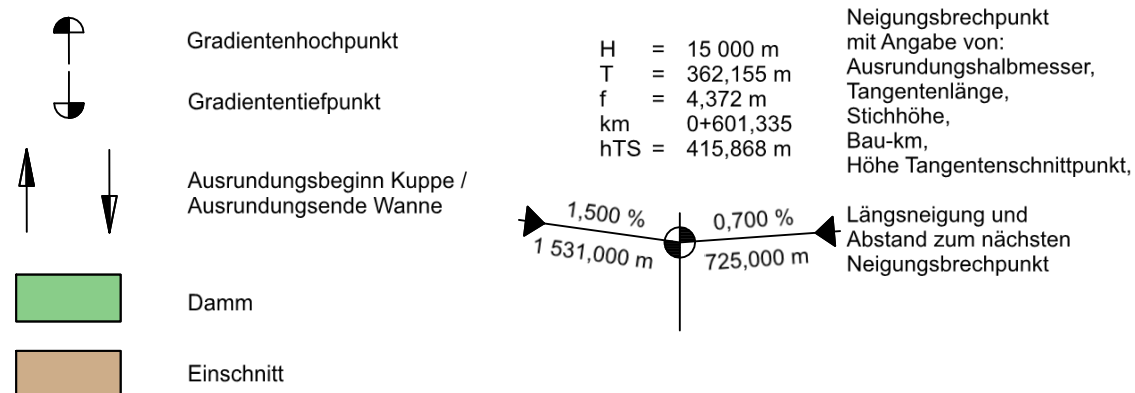 Gradientenhochpunkt
Gradiententiefpunkt
Ausrundungsbeginn Kuppe /
Ausrundungsende Wanne
Damm
Einschnitt
H = 15 000 m
T = 362,155 m
f = 4,372 m
km 0+601,335
hTS = 415,868 m
1,500 %
0,700 %
1 531,000 m
725,000 m
Neigungsbrechpunkt
mit Angabe von:
Ausrundungshalbmesser,
Tangentenlänge,
Stichhöhe,
Bau-km,
Höhe Tangentenschnittpunkt,
Längsneigung und
Abstand zum nächsten
Neigungsbrechpunkt